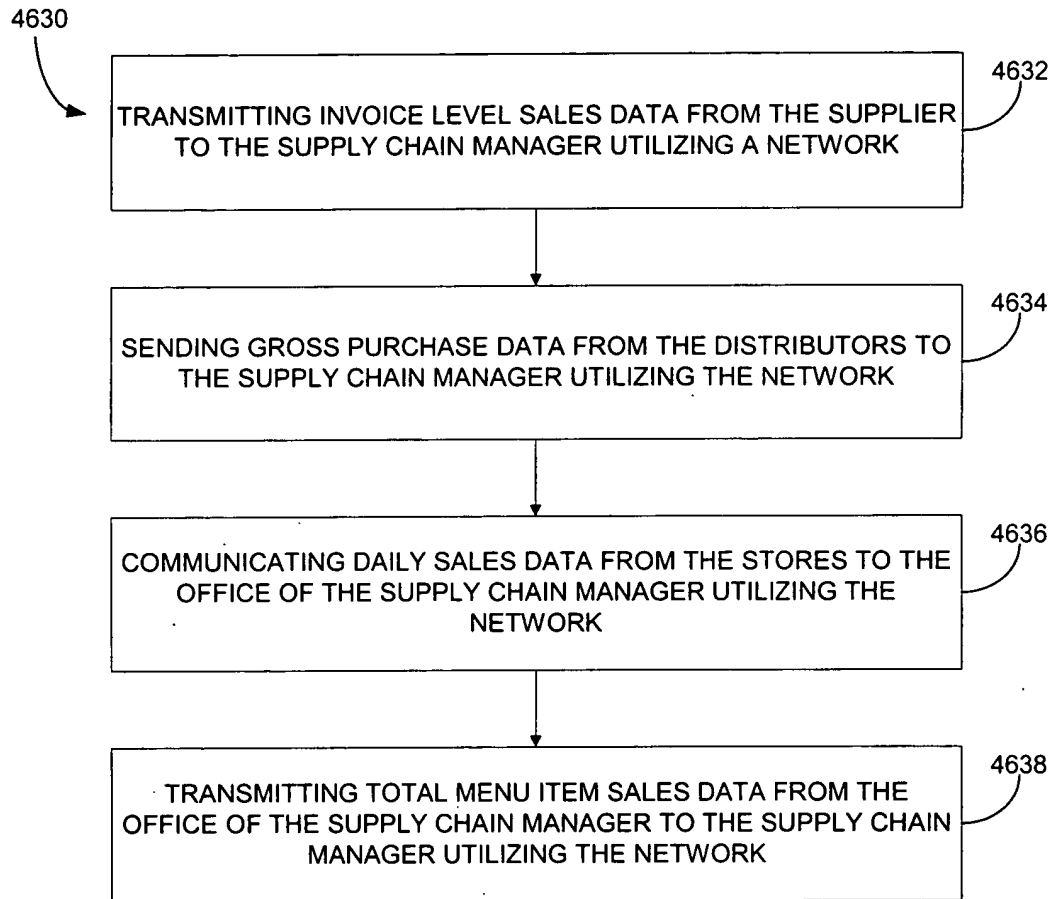 4630
4632
TRANSMITTING INVOICE LEVEL SALES DATA FROM THE SUPPLIER
TO THE SUPPLY CHAIN MANAGER UTILIZING A NETWORK
4634
SENDING GROSS PURCHASE DATA FROM THE DISTRIBUTORS TO
THE SUPPLY CHAIN MANAGER UTILIZING THE NETWORK
4636
COMMUNICATING DAILY SALES DATA FROM THE STORES TO THE
OFFICE OF THE SUPPLY CHAIN MANAGER UTILIZING THE
NETWORK
4638
TRANSMITTING TOTAL MENU ITEM SALES DATA FROM THE
OFFICE OF THE SUPPLY CHAIN MANAGER TO THE SUPPLY CHAIN
MANAGER UTILIZING THE NETWORK